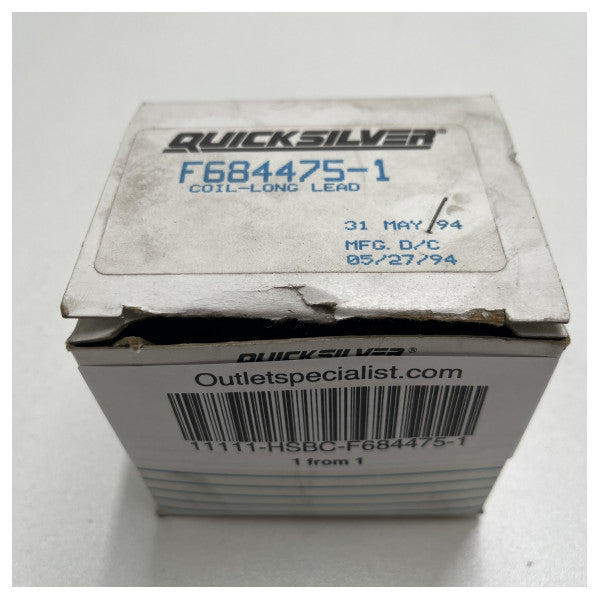 QUICKSILVER®
F684475-1
COIL-LONG LEAD
31 MAY/94
MFG. D/C
05/27/94
QUICKSILVER®
Outletspecialist.com
11111-HSBC-F684475-1
1 from 1